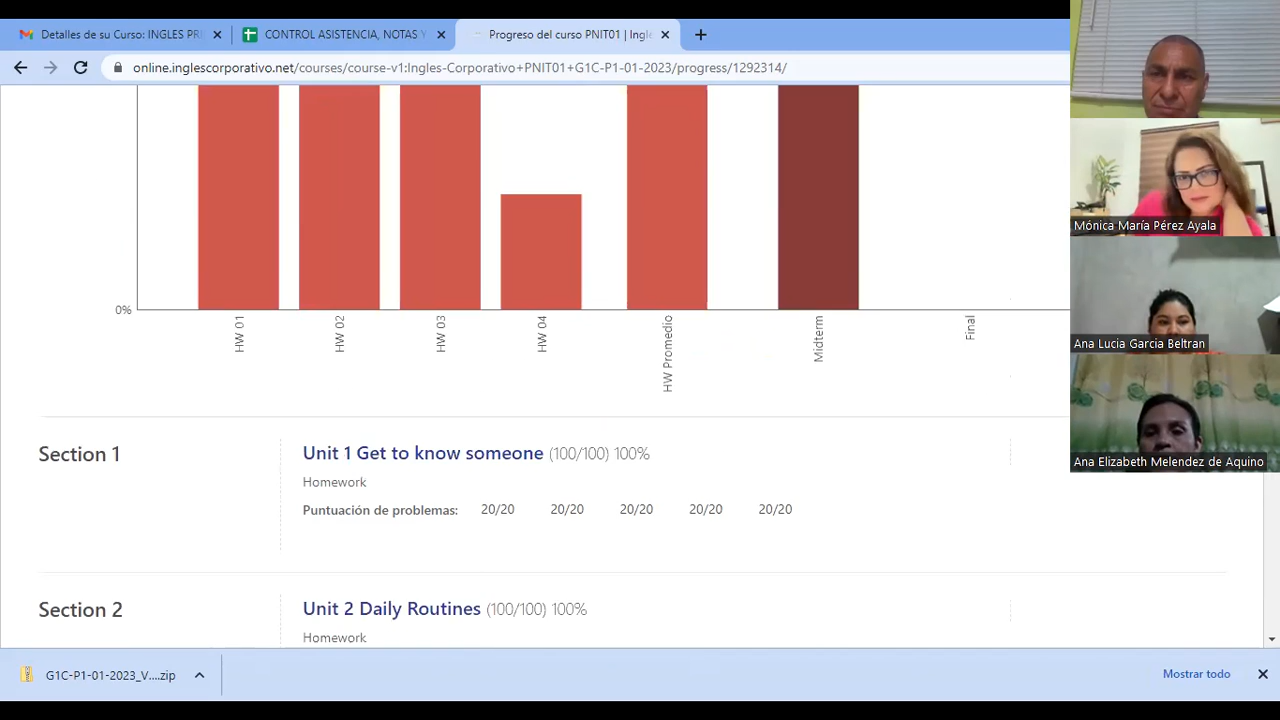 Detalles de su Curso: INGLES PRI
CONTROL ASISTENCIA, NOTAS Y
Progreso del curso PNIT01 | Ingle
online.inglescorporativo.net/courses/course-v1:Ingles-Corporativo+PNIT01+G1C-P1-01-2023/progress/1292314/
0%
HW 01
HW 02
HW 03
HW 04
HW Promedio
Midterm
Final
Section 1
Unit 1 Get to know someone (100/100) 100%
Homework
Puntuación de problemas: 20/20 20/20 20/20 20/20 20/20
Section 2
Unit 2 Daily Routines (100/100) 100%
Homework
G1C-P1-01-2023_V....zip
Mostrar todo
Mónica María Pérez Ayala
Ana Lucia Garcia Beltran
Ana Elizabeth Melendez de Aquino